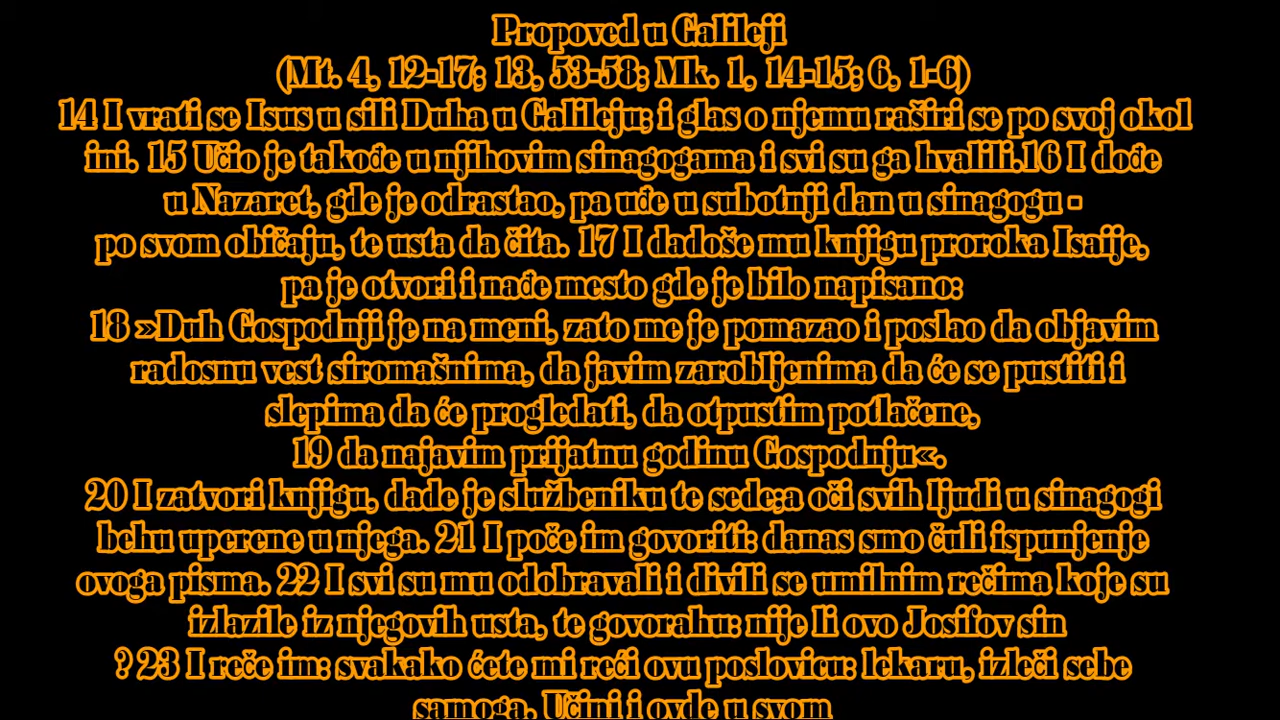 Propoved u Galileji
(Mt. 4, 12-17; 13, 53-58; Mk. 1, 14-15; 6, 1-6)
14 I vrati se Isus u sili Duha u Galileju; i glas o njemu raširi se po svoj okol
ini. 15 Učio je takođe u njihovim sinagogama i svi su ga hvalili.16 I dođe
u Nazaret, gde je odrastao, pa uđe u subotnji dan u sinagogu -
po svom običaju, te usta da čita. 17 I dadoše mu knjigu proroka Isaije,
pa je otvori i nađe mesto gde je bilo napisano:
18 »Duh Gospodnji je na meni, zato me je pomazao i poslao da objavim
radosnu vest siromašnima, da javim zarobljenima da će se pustiti i
slepima da će progledati, da otpustim potlačene,
19 da najavim prijatnu godinu Gospodnju«.
20 I zatvori knjigu, dade je službeniku te sede;a oči svih ljudi u sinagogi
behu uperene u njega. 21 I poče im govoriti: danas smo čuli ispunjenje
ovoga pisma. 22 I svi su mu odobravali i divili se umilnim rečima koje su
izlazile iz njegovih usta, te govorahu: nije li ovo Josifov sin
? 23 I reče im: svakako ćete mi reći ovu poslovicu: lekaru, izleči sebe
samoga. Učini i ovde u svom